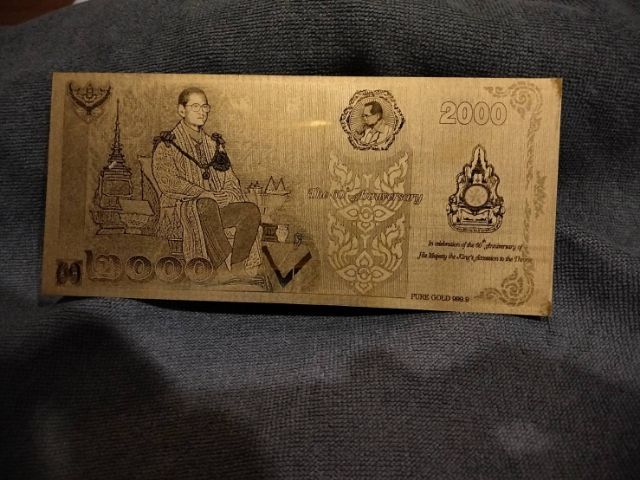 2000
The 60th Anniversary
In celebration of the 60th Anniversary of
His Majesty the King's Accession to the Throne
๒๐๐๐
PURE GOLD 999.9